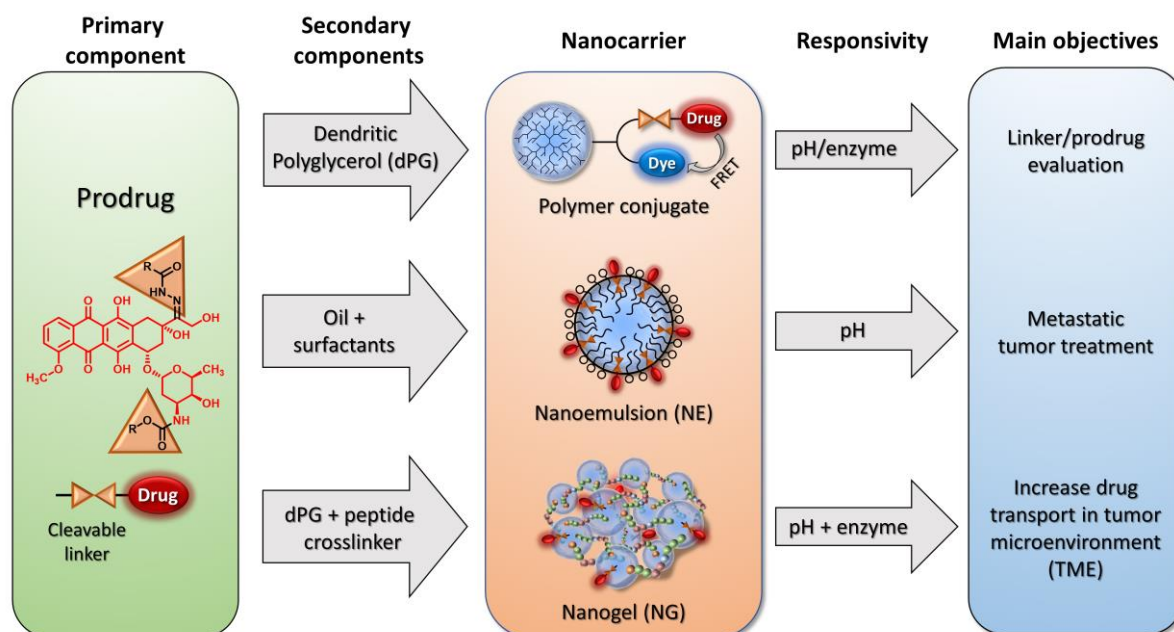 Primary
component
Secondary
components
Nanocarrier
Responsivity
Main objectives
Prodrug
R
O
HN
N
O
OH
OH
OH
OH
H₃CO
O
OH
O
O
CH₃
OH
R
O
NH
O
Drug
Cleavable
linker
Dendritic
Polyglycerol (dPG)
Oil +
surfactants
dPG + peptide
crosslinker
Drug
Dye
FRET
Polymer conjugate
Nanoemulsion (NE)
Nanogel (NG)
pH/enzyme
pH
pH + enzyme
Linker/prodrug
evaluation
Metastatic
tumor treatment
Increase drug
transport in tumor
microenvironment
(TME)